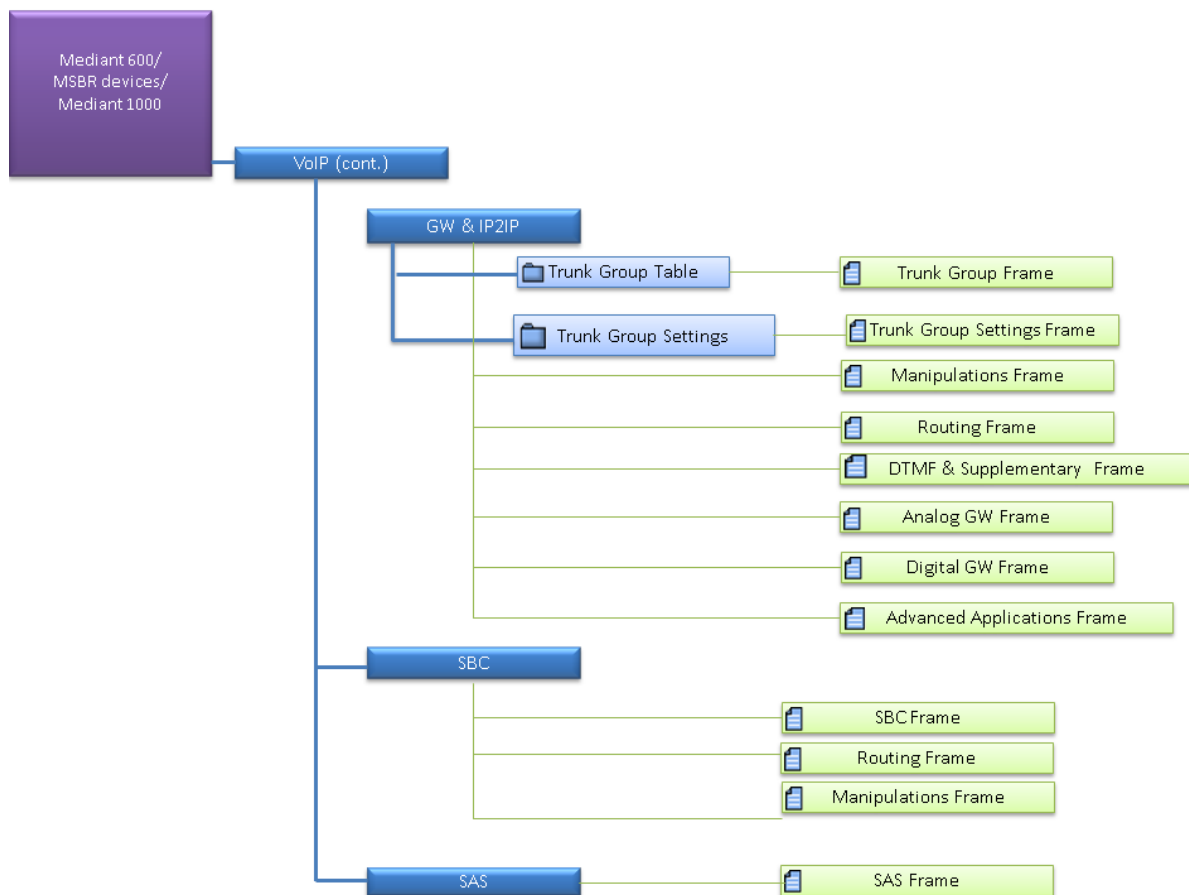 Mediant 600/
MSBR devices/
Mediant 1000
VoIP (cont.)
GW & IP2IP
Trunk Group Table
Trunk Group Frame
Trunk Group Settings
Trunk Group Settings Frame
Manipulations Frame
Routing Frame
DTMF & Supplementary Frame
Analog GW Frame
Digital GW Frame
Advanced Applications Frame
SBC
SBC Frame
Routing Frame
Manipulations Frame
SAS
SAS Frame